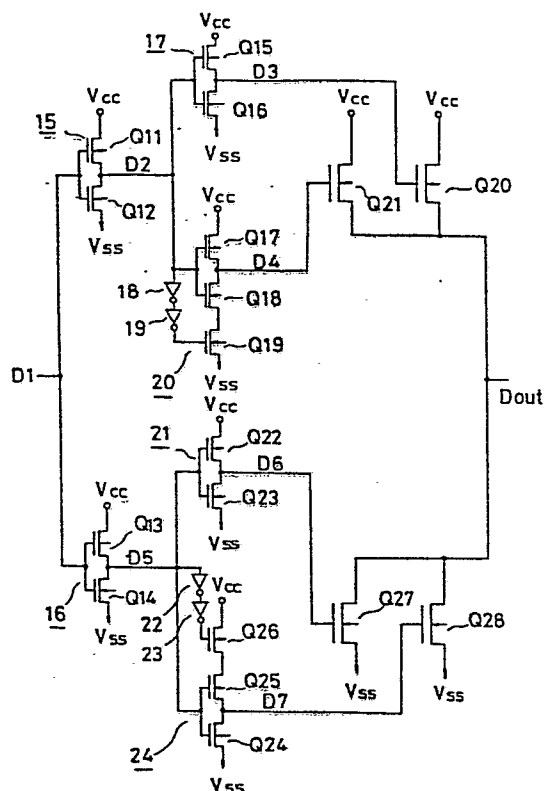 Vcc
17
Q15
D3
Vcc
Vcc
Vcc
15
Q11
D2
Q16
Vss
Q12
Vss
Vcc
Q21
Q20
Q17
D4
18
Q18
19
Q19
D1
20
Vss
Dout
Vcc
21
Q22
D6
Vcc
Q23
Q13
Vss
D5
Vcc
Q27
Q28
16
Q14
22
Vss
23
Q26
Vss
Vss
Q25
D7
24
Q24
Vss